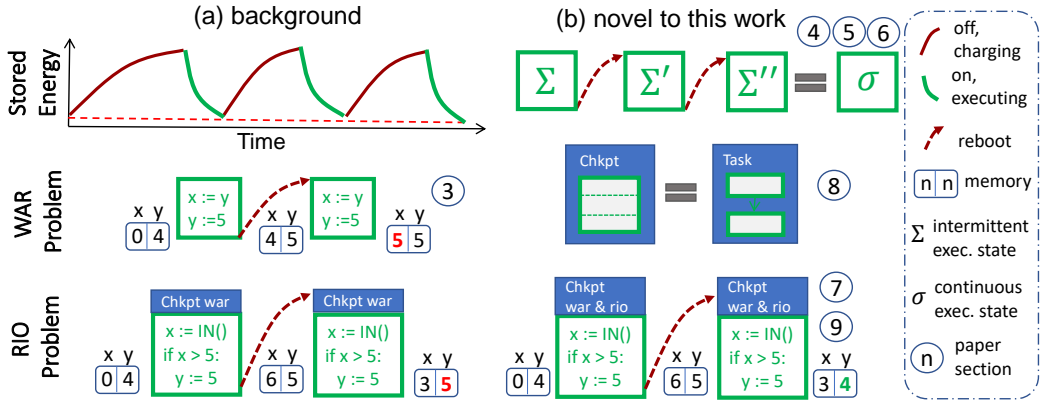 (a) background
(b) novel to this work
4 5 6
Stored
Energy
Time
Σ Σ′ Σ′′ = σ
WAR
Problem
x := y
y :=5
x := y
y :=5
3
x y
0 4
x y
4 5
x y
5 5
Chkpt
=
Task
8
RIO
Problem
Chkpt war
x := IN()
if x > 5:
y := 5
Chkpt war
x := IN()
if x > 5:
y := 5
x y
0 4
x y
6 5
x y
3 5
Chkpt
war & rio
x := IN()
if x > 5:
y := 5
Chkpt
war & rio
x := IN()
if x > 5:
y := 5
7
9
x y
0 4
x y
6 5
x y
3 4
off,
charging
on,
executing
reboot
n n memory
Σ intermittent
exec. state
σ continuous
exec. state
n paper
section